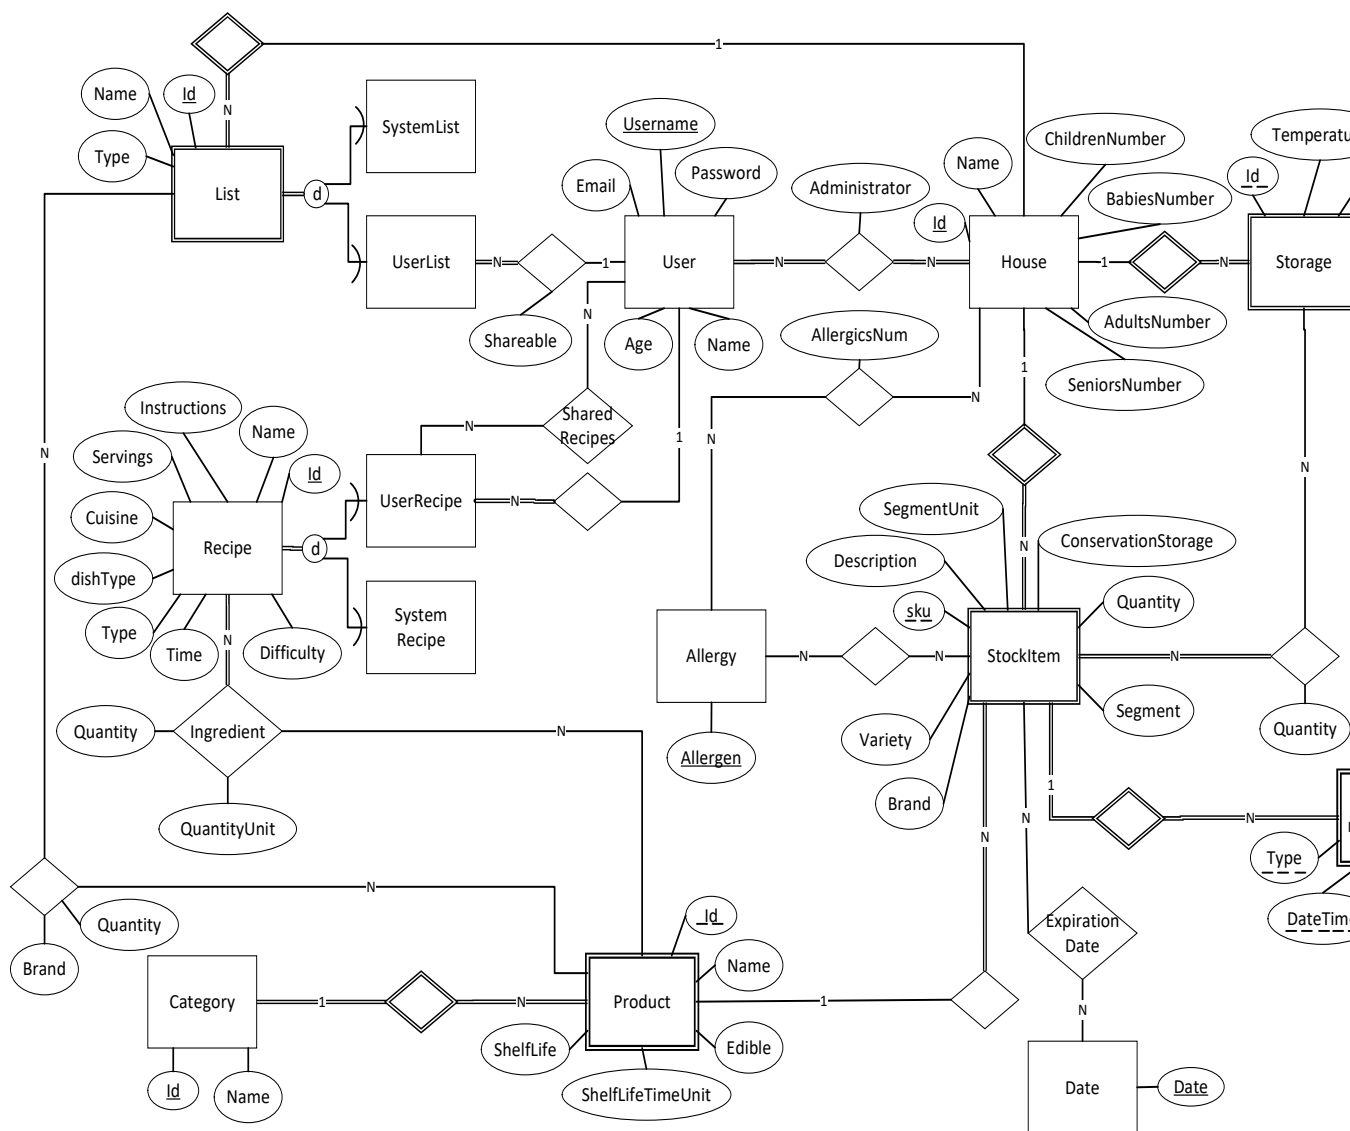 1
Name
Id
N
SystemList
Username
ChildrenNumber
Temperatu
Type
Email
Password
Administrator
Name
Id
List
d
BabiesNumber
Id
UserList
N
1
User
N
N
House
1
N
Storage
Shareable
N
Age
Name
AllergicsNum
AdultsNumber
1
SeniorsNumber
Instructions
Name
Shared
Recipes
N
N
1
N
N
Servings
Id
N
UserRecipe
N
Cuisine
SegmentUnit
Recipe
d
N
ConservationStorage
dishType
Description
sku
Quantity
Type
Time
N
Difficulty
System
Recipe
Allergy
N
N
StockItem
N
Quantity
Ingredient
N
Segment
Quantity
Allergen
Variety
1
Brand
N
N
N
QuantityUnit
Type
N
Quantity
Id
Expiration
Date
DateTim
Brand
Name
Category
1
N
Product
1
N
ShelfLife
Edible
Id
Name
ShelfLifeTimeUnit
Date
Date